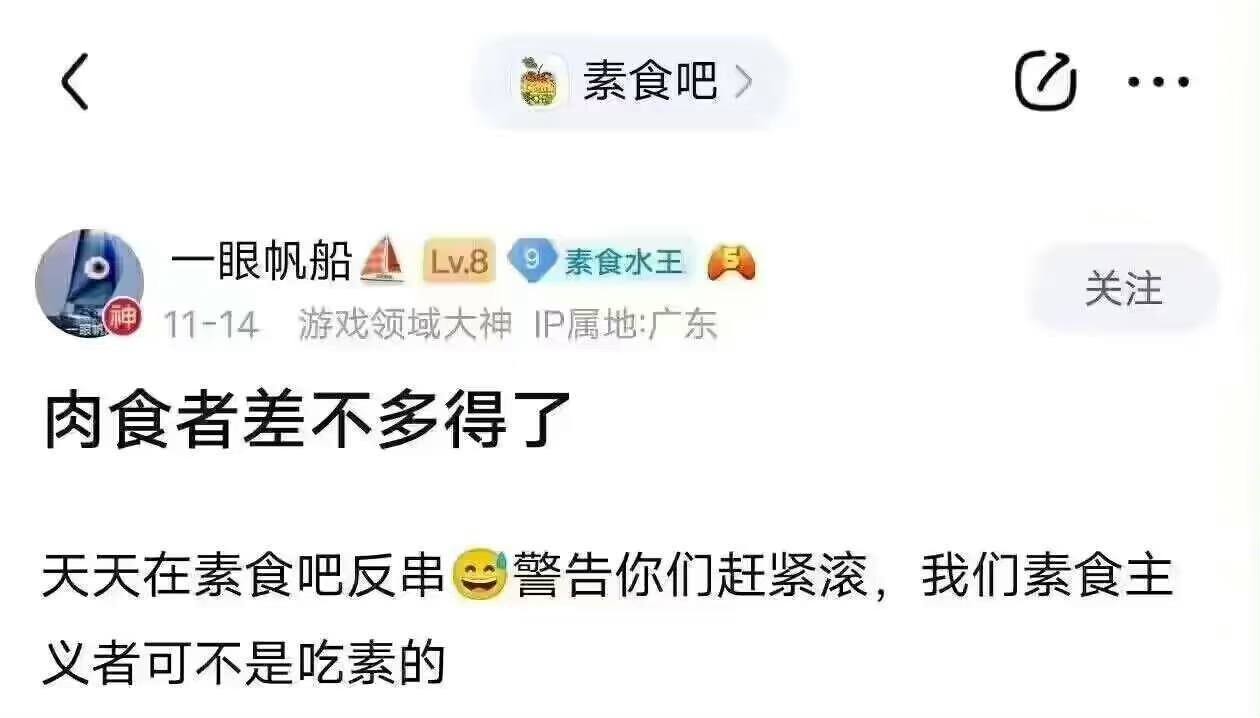 素食吧
一眼帆船 Lv.8 9 素食水王 5
神
11-14 游戏领域大神 IP属地:广东
关注
肉食者差不多得了
天天在素食吧反串😅警告你们赶紧滚，我们素食主
义者可不是吃素的